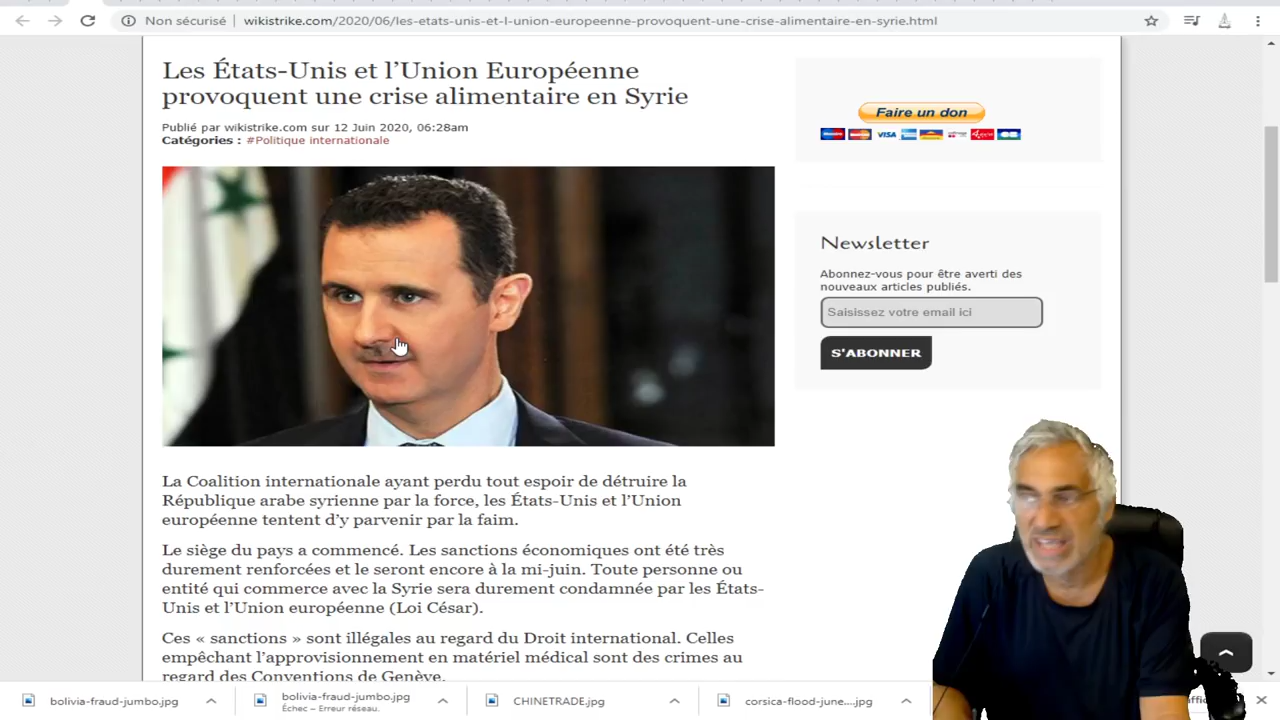 Non sécurisé
wikistrike.com/2020/06/les-etats-unis-et-l-union-europeenne-provoquent-une-crise-alimentaire-en-syrie.html
Les États-Unis et l’Union Européenne
provoquent une crise alimentaire en Syrie
Publié par wikistrike.com sur 12 Juin 2020, 06:28am
Catégories : #Politique internationale
Faire un don
VISA
Newsletter
Abonnez-vous pour être averti des
nouveaux articles publiés.
Saisissez votre email ici
S'ABONNER
La Coalition internationale ayant perdu tout espoir de détruire la
République arabe syrienne par la force, les États-Unis et l’Union
européenne tentent d’y parvenir par la faim.
Le siège du pays a commencé. Les sanctions économiques ont été très
durement renforcées et le seront encore à la mi-juin. Toute personne ou
entité qui commerce avec la Syrie sera durement condamnée par les États-
Unis et l’Union européenne (Loi César).
Ces « sanctions » sont illégales au regard du Droit international. Celles
empêchant l’approvisionnement en matériel médical sont des crimes au
regard des Conventions de Genève.
bolivia-fraud-jumbo.jpg
bolivia-fraud-jumbo.jpg
Échec – Erreur réseau.
CHINETRADE.jpg
corsica-flood-june....jpg